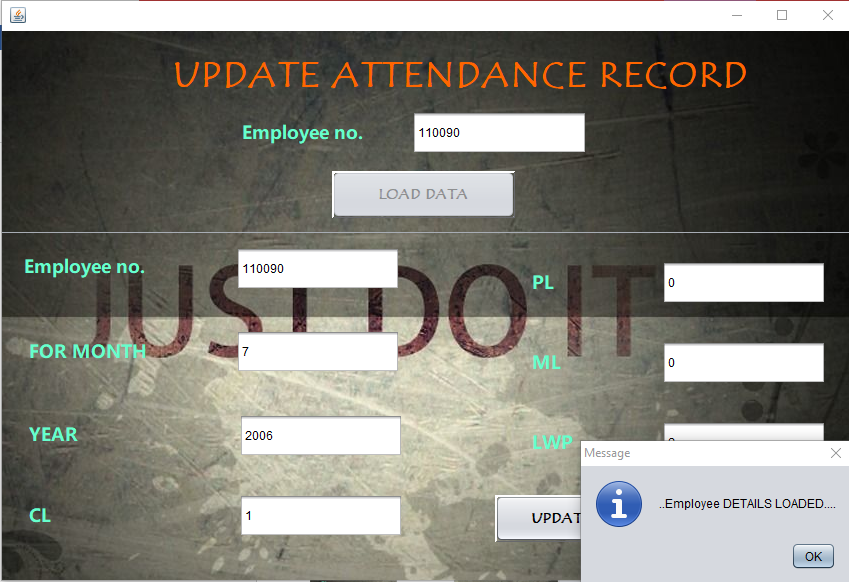 UPDATE ATTENDANCE RECORD
Employee no.
110090
LOAD DATA
JUST DO IT
Employee no.
110090
PL
0
FOR MONTH
7
ML
0
YEAR
2006
LWP
CL
1
UPDAT
Message
..Employee DETAILS LOADED....
OK